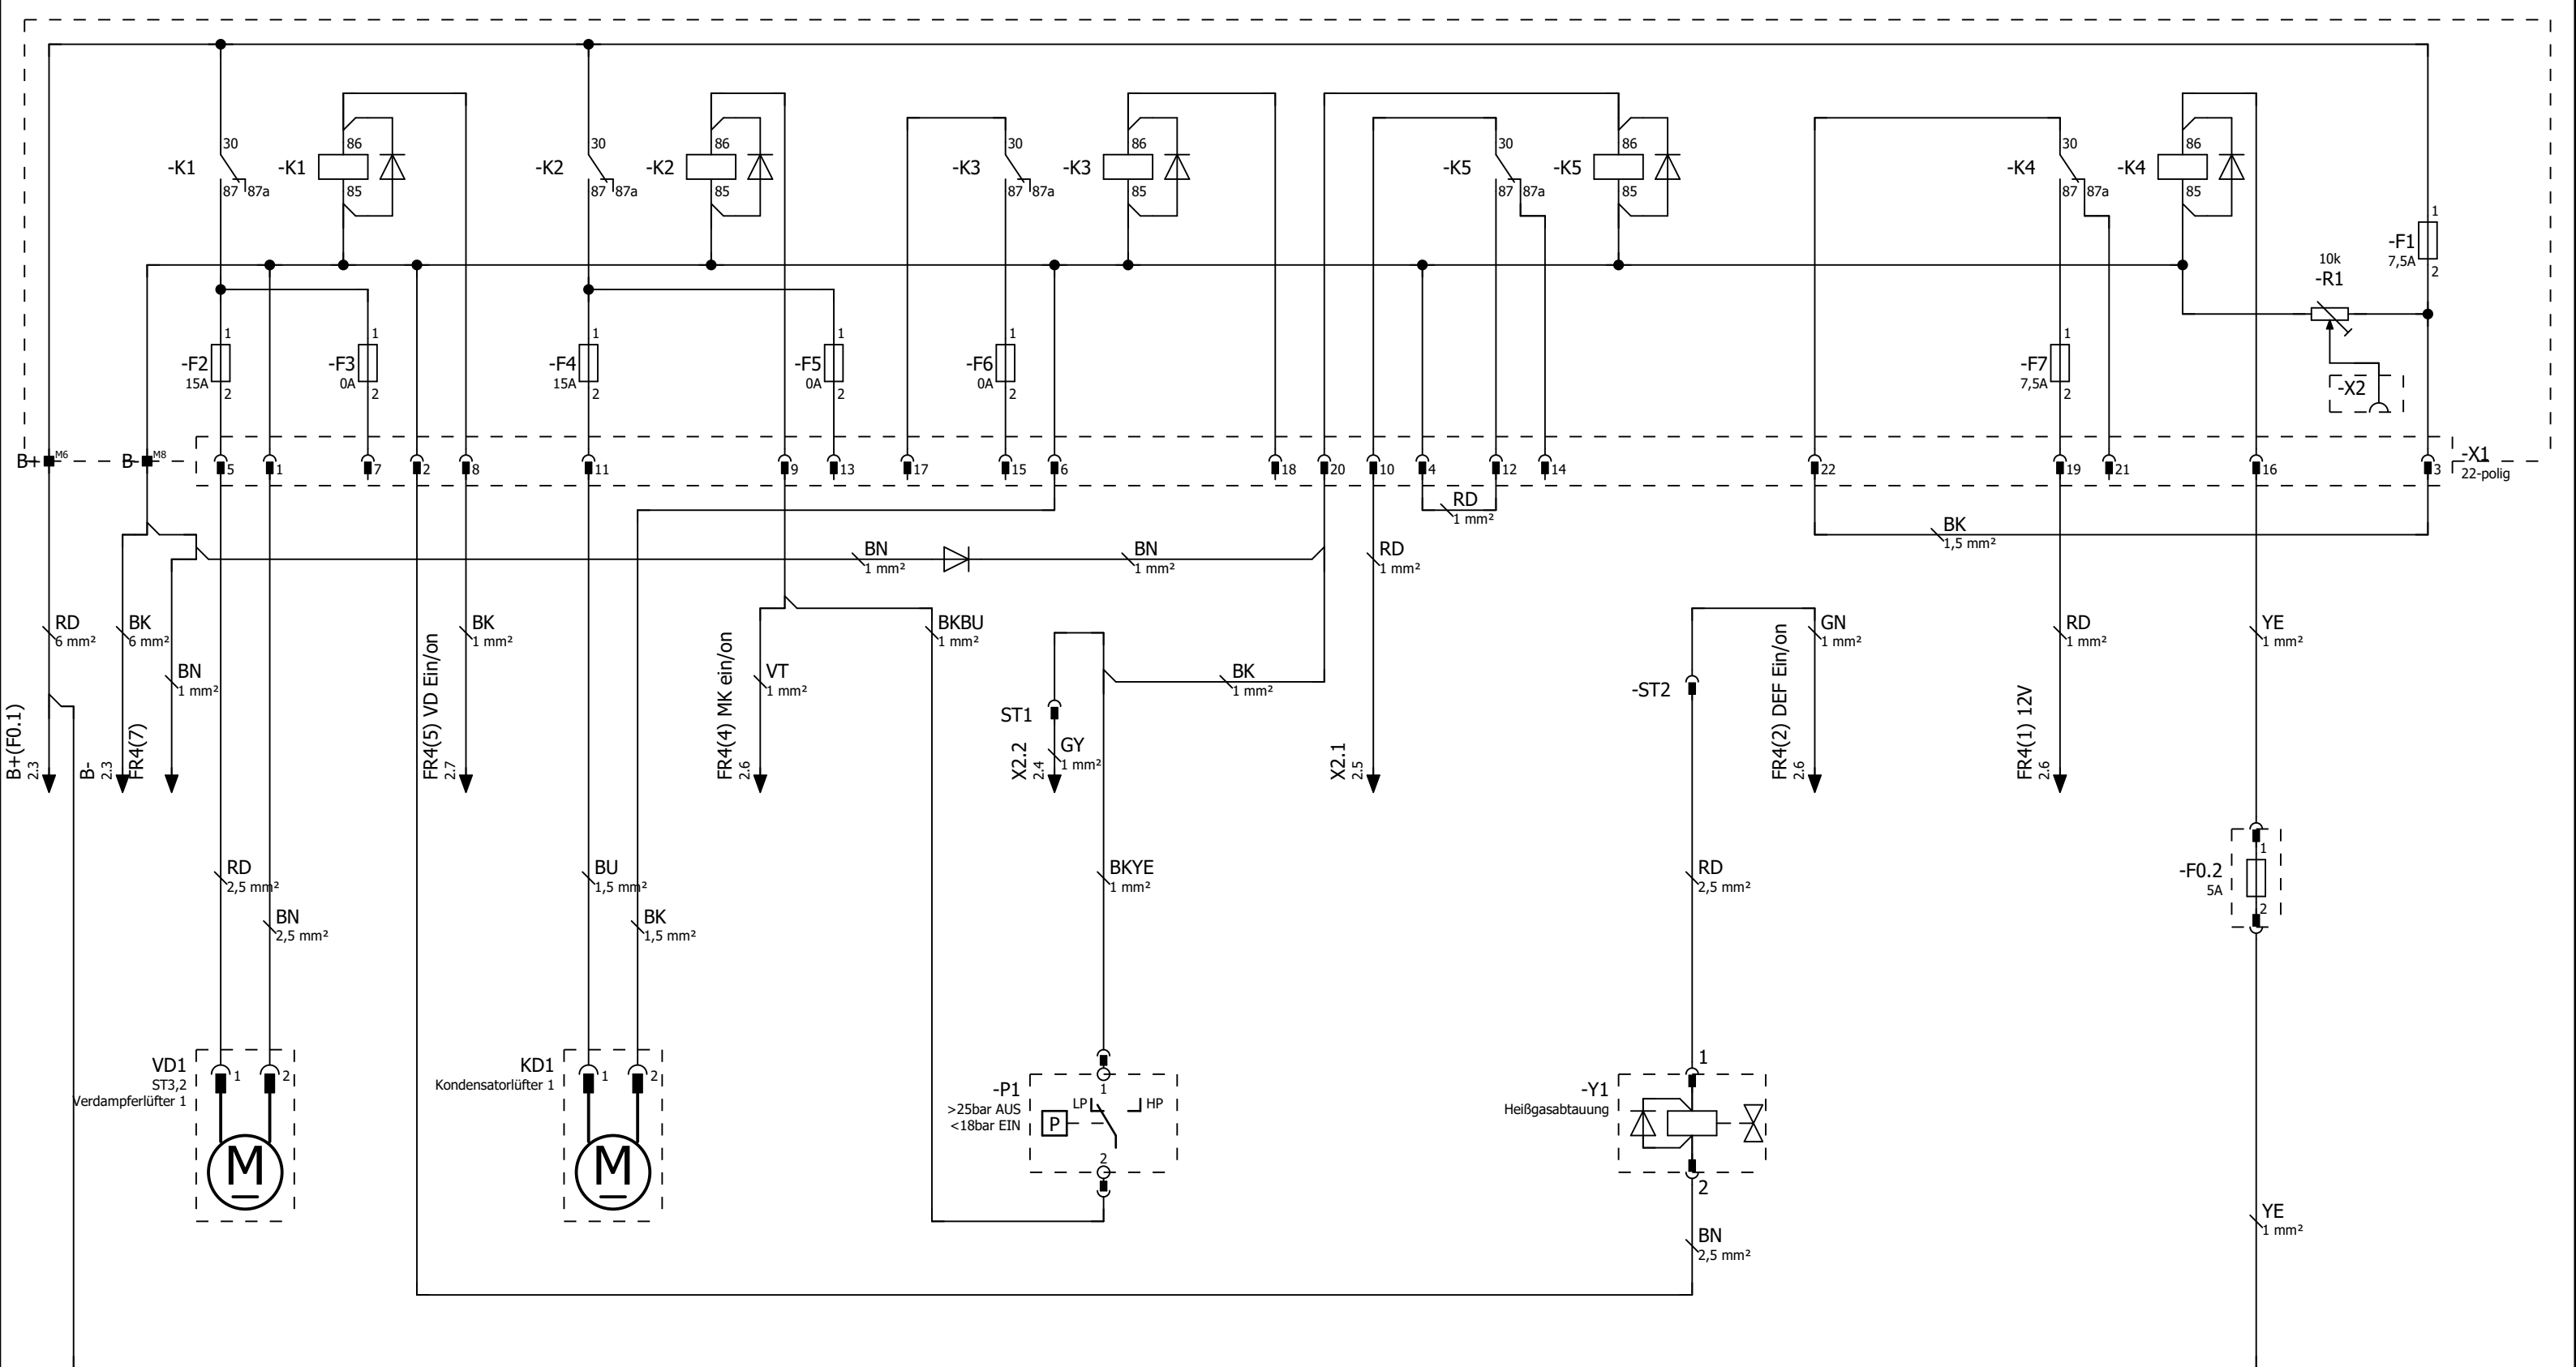 30
86
30
86
30
86
30
86
30
86
-K1
-K1
-K2
-K2
-K3
-K3
-K5
-K5
-K4
-K4
87
87a
85
87
87a
85
87
87a
85
87
87a
85
87
87a
85
1
-F1
7,5A
2
10k
-R1
1
1
1
1
1
1
-F2
15A
-F3
0A
-F4
15A
-F5
0A
-F6
0A
-F7
7,5A
-X2
2
2
2
2
2
2
B+
M6
B-
M8
5
1
7
2
8
11
9
13
17
15
6
18
20
10
4
12
14
22
19
21
16
3
-X1
22-polig
RD
1 mm²
BK
1,5 mm²
BN
1 mm²
BN
1 mm²
RD
1 mm²
RD
6 mm²
BK
6 mm²
BK
1 mm²
BKBU
1 mm²
GN
1 mm²
RD
1 mm²
YE
1 mm²
BN
1 mm²
VT
1 mm²
BK
1 mm²
-ST2
ST1
GY
1 mm²
B+(F0.1)
2.3
B-
2.3
FR4(7)
FR4(5) VD Ein/on
2.7
FR4(4) MK ein/on
2.6
X2.2
2.4
X2.1
2.5
FR4(2) DEF Ein/on
2.6
FR4(1) 12V
2.6
RD
2,5 mm²
BN
2,5 mm²
BU
1,5 mm²
BK
1,5 mm²
BKYE
1 mm²
RD
2,5 mm²
1
-F0.2
5A
2
VD1
ST3,2
Verdampferlüfter 1
1
2
M
KD1
Kondensatorlüfter 1
1
2
M
-P1
>25bar AUS
<18bar EIN
1
LP
HP
P
2
1
-Y1
Heißgasabtauung
2
BN
2,5 mm²
YE
1 mm²